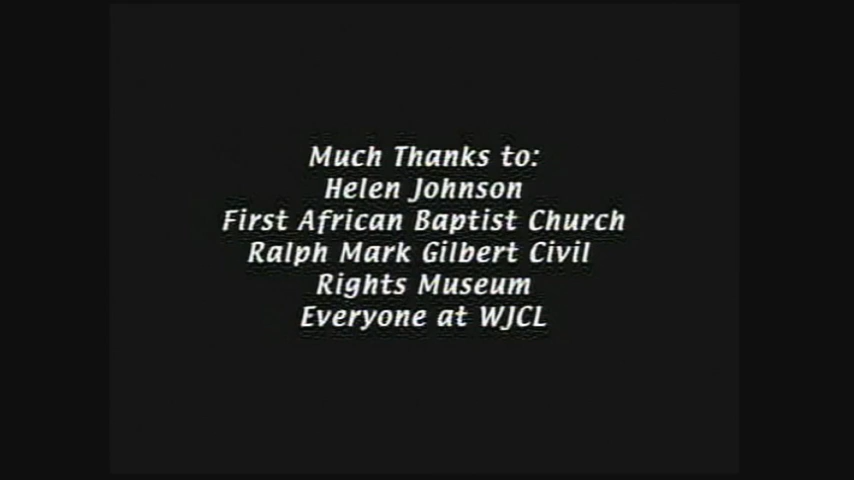 Much Thanks to:
Helen Johnson
First African Baptist Church
Ralph Mark Gilbert Civil
Rights Museum
Everyone at WJCL